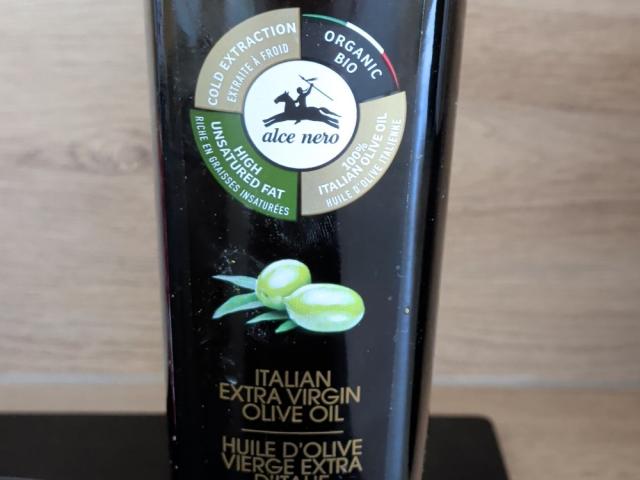 COLD EXTRACTION
EXTRAITE À FROID
ORGANIC
BIO
alce nero
HIGH
UNSATURED FAT
RICHE EN GRAISSES INSATURÉES
100%
ITALIAN OLIVE OIL
HUILE D'OLIVE ITALIENNE
ITALIAN
EXTRA VIRGIN
OLIVE OIL
HUILE D'OLIVE
VIERGE EXTRA
D'ITALIE